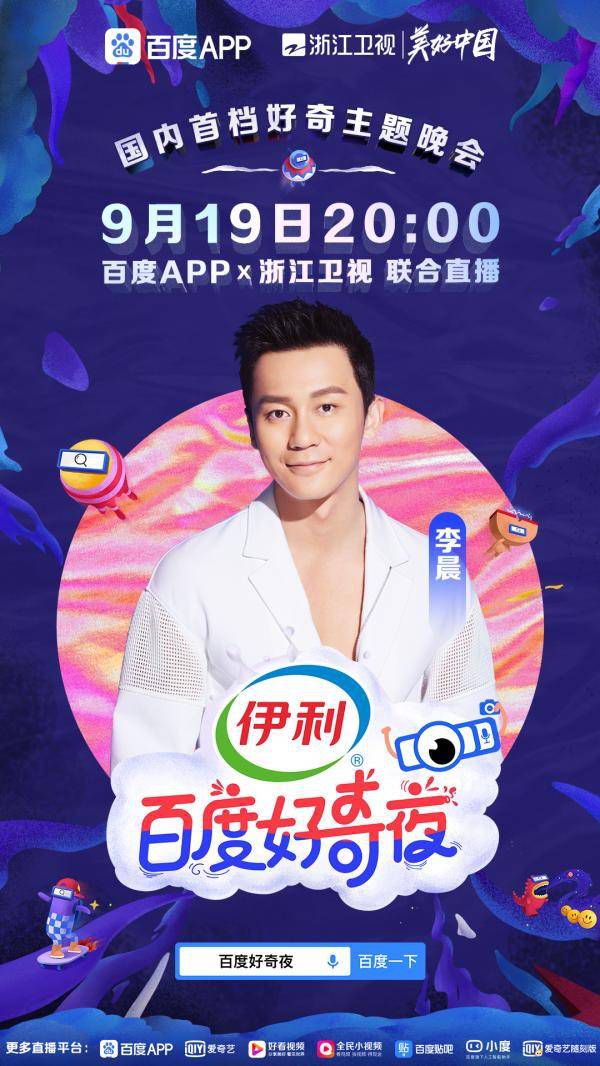 du 百度APP 浙江卫视 美好中国
国内首档好奇主题晚会
9月19日20:00
百度APP x 浙江卫视 联合直播
李晨
伊利®
百度好奇夜
百度好奇夜 百度一下
更多直播平台: du 百度APP iQIYI 爱奇艺 好看视频 全民小视频 贴 百度贴吧 小度 iQIYI 爱奇艺随刻版